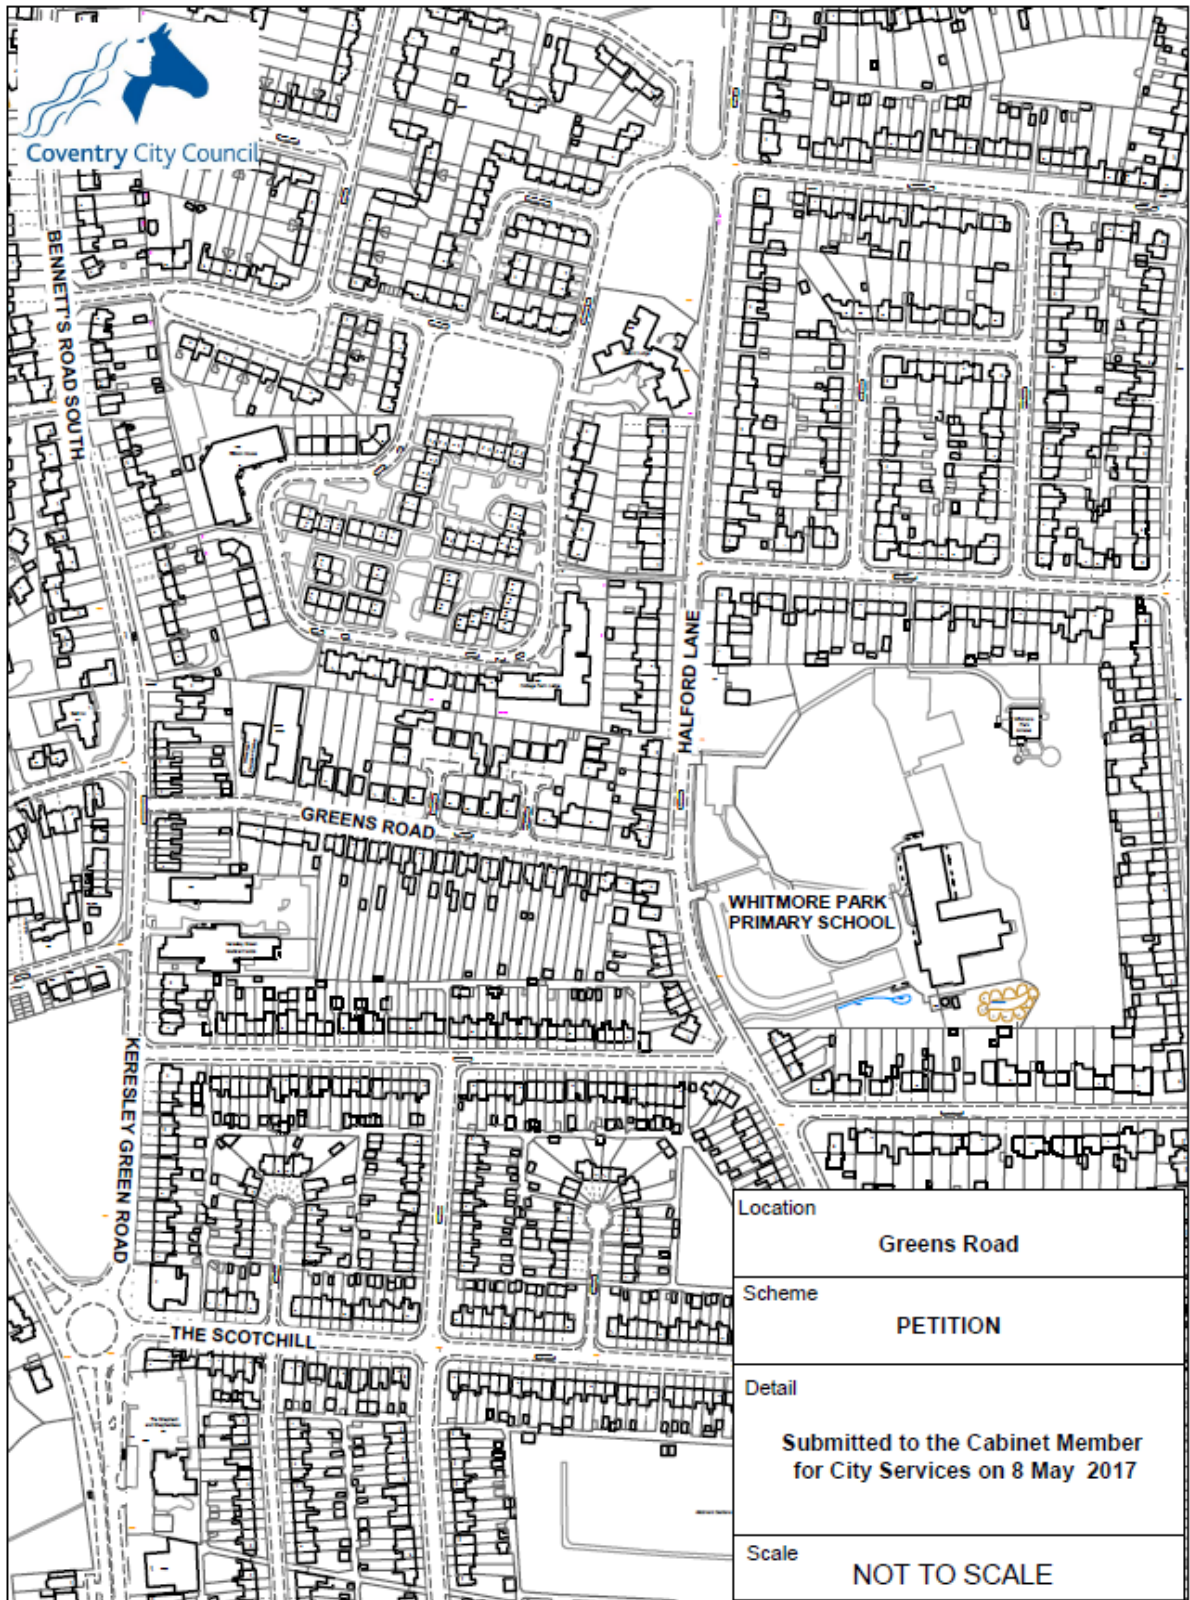 Coventry City Council
BENNETT'S ROAD SOUTH
HALFORD LANE
GREENS ROAD
WHITMORE PARK
PRIMARY SCHOOL
KERESLEY GREEN ROAD
THE SCOTCHILL
Location
Greens Road
Scheme
PETITION
Detail
Submitted to the Cabinet Member
for City Services on 8 May 2017
Scale
NOT TO SCALE